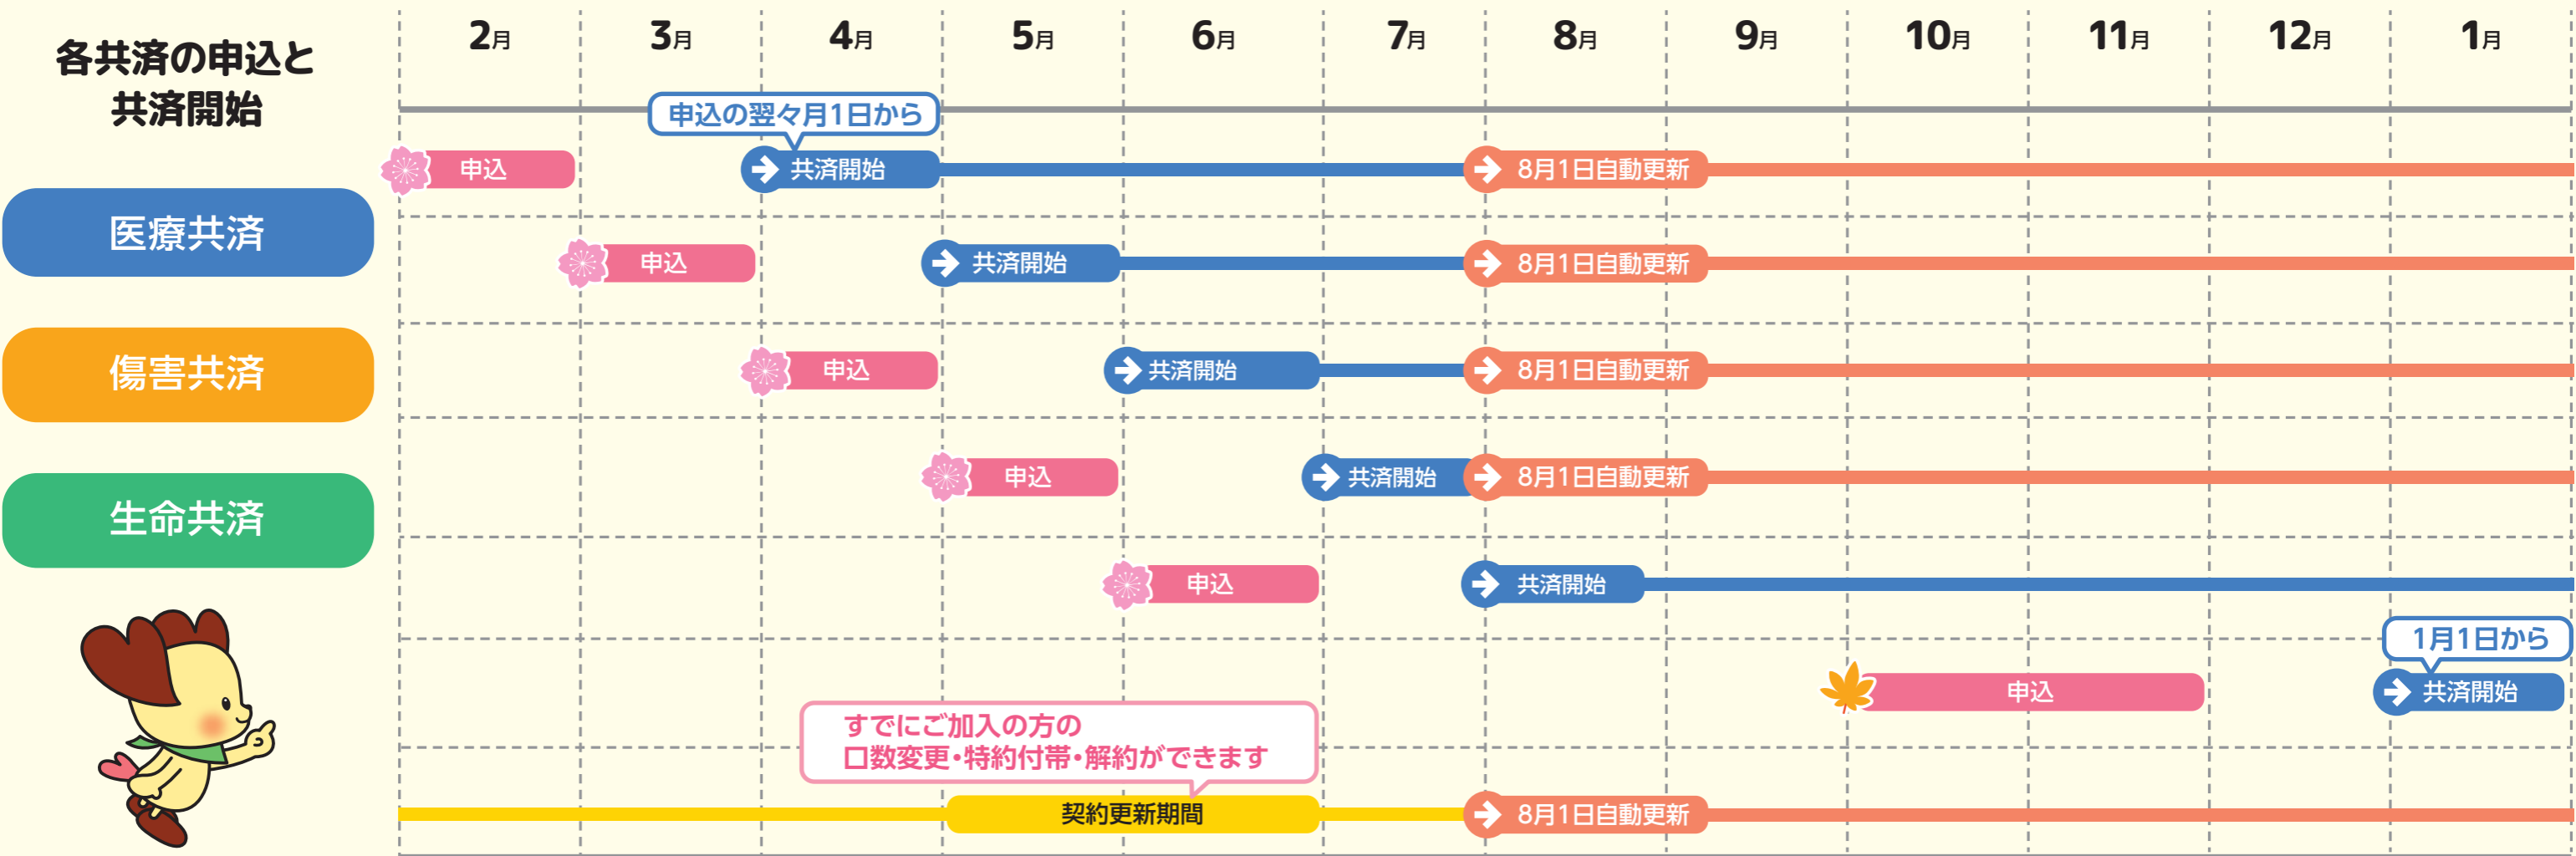 各共済の申込と
共済開始
2月 3月 4月 5月 6月 7月 8月 9月 10月 11月 12月 1月
申込の翌々月1日から
申込 共済開始 8月1日自動更新
医療共済
申込 共済開始 8月1日自動更新
傷害共済
申込 共済開始 8月1日自動更新
申込 共済開始 8月1日自動更新
生命共済
申込 共済開始
1月1日から
申込 共済開始
すでにご加入の方の
口数変更・特約付帯・解約ができます
契約更新期間 8月1日自動更新